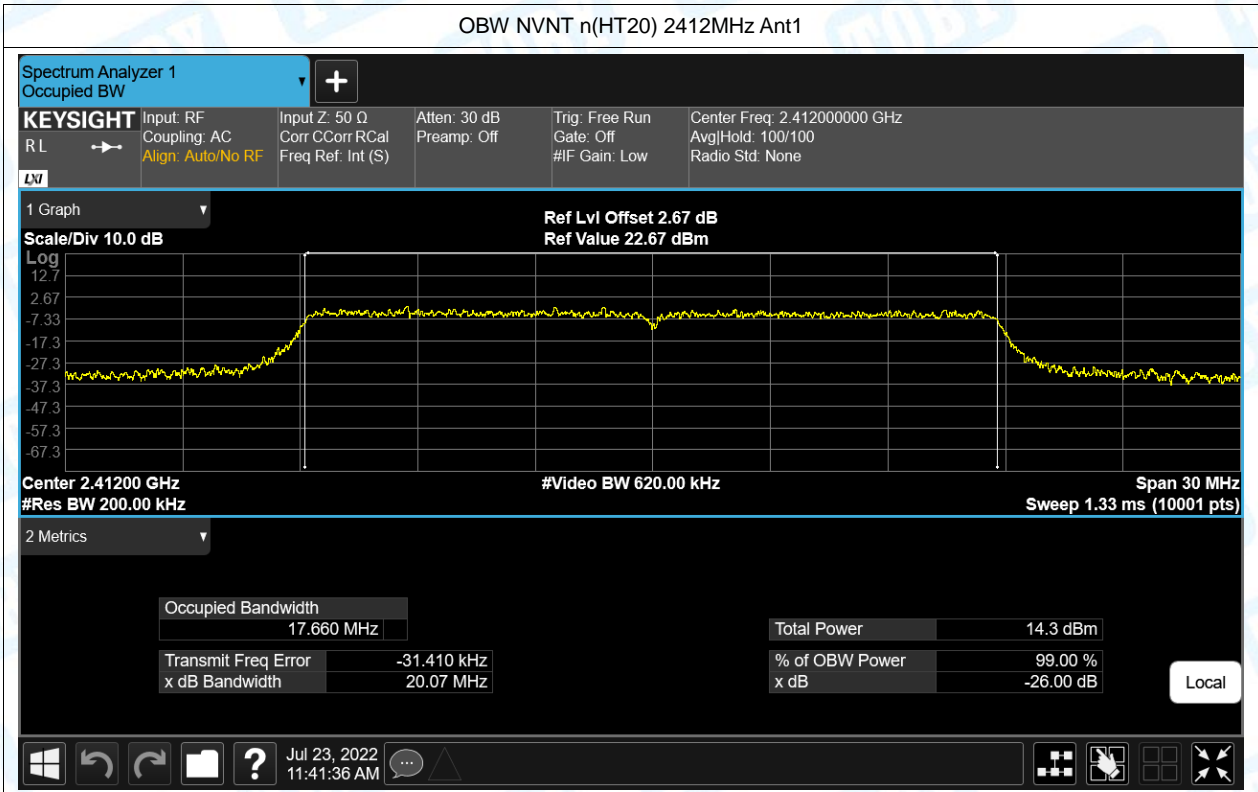 OBW NVNT n(HT20) 2412MHz Ant1
Spectrum Analyzer 1
Occupied BW
KEYSIGHT
R L
LXI
Input: RF
Coupling: AC
Align: Auto/No RF
Input Z: 50 Ω
Corr CCorr RCal
Freq Ref: Int (S)
Atten: 30 dB
Preamp: Off
Trig: Free Run
Gate: Off
#IF Gain: Low
Center Freq: 2.412000000 GHz
Avg|Hold: 100/100
Radio Std: None
1 Graph
Scale/Div 10.0 dB
Ref Lvl Offset 2.67 dB
Ref Value 22.67 dBm
Log
12.7
2.67
-7.33
-17.3
-27.3
-37.3
-47.3
-57.3
-67.3
Center 2.41200 GHz
#Res BW 200.00 kHz
#Video BW 620.00 kHz
Span 30 MHz
Sweep 1.33 ms (10001 pts)
2 Metrics
Occupied Bandwidth
17.660 MHz
Transmit Freq Error -31.410 kHz
x dB Bandwidth 20.07 MHz
Total Power 14.3 dBm
% of OBW Power 99.00 %
x dB -26.00 dB
Local
?
Jul 23, 2022
11:41:36 AM